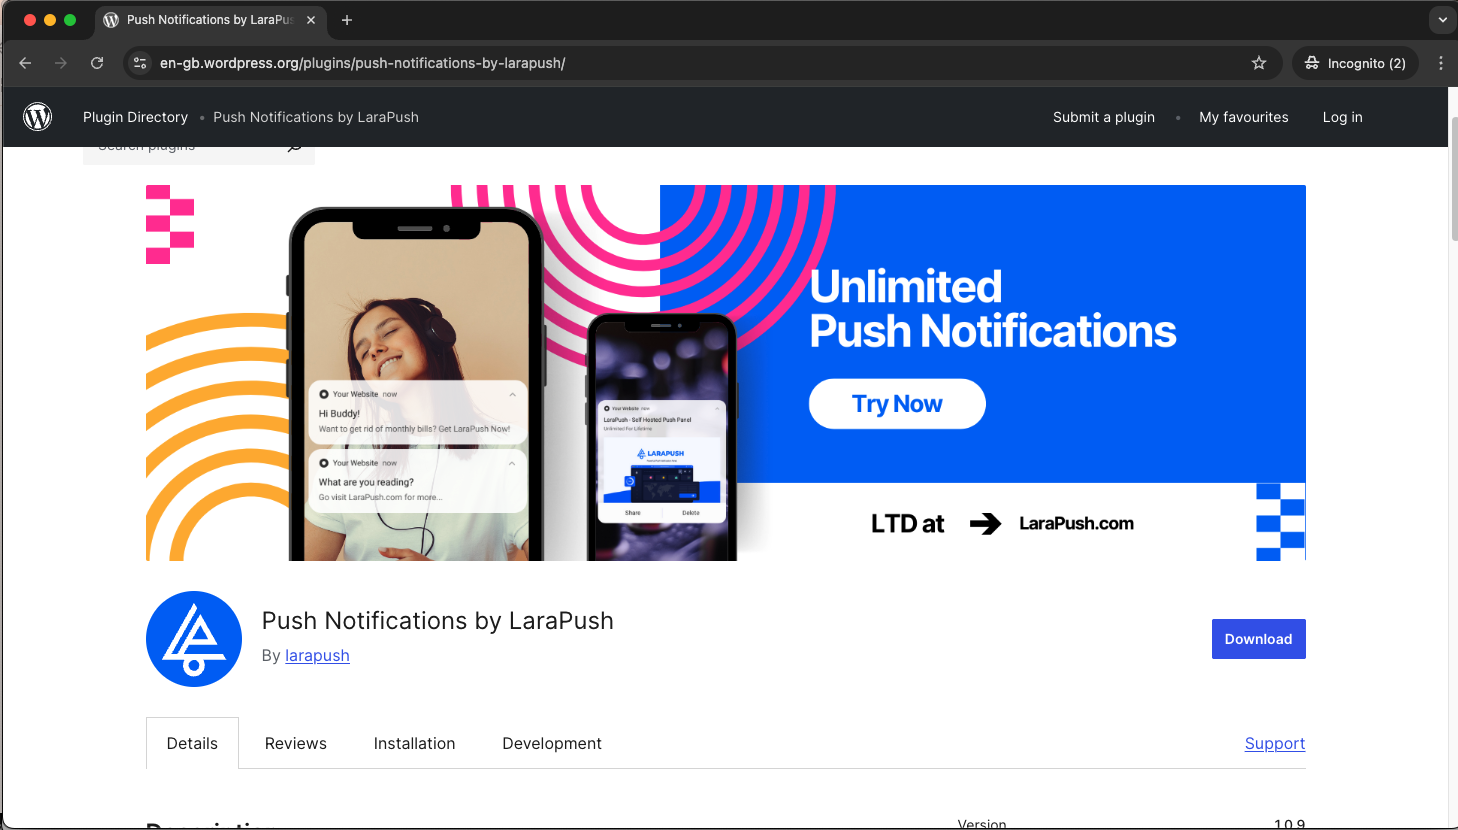 Push Notifications by LaraPus
en-gb.wordpress.org/plugins/push-notifications-by-larapush/
Incognito (2)
Plugin Directory • Push Notifications by LaraPush
Submit a plugin • My favourites
Log in
Search plugins
Unlimited
Push Notifications
Try Now
Your Website now
Hi Buddy!
Want to get rid of monthly bills? Get LaraPush Now!
Your Website now
What are you reading?
Go visit LaraPush.com for more...
Your Website now
LaraPush - Self Hosted Push Panel
Unlimited For Lifetime
LARAPUSH
Share Delete
LTD at → LaraPush.com
Push Notifications by LaraPush
By larapush
Download
Details
Reviews
Installation
Development
Support
Description
Version 1.0.9